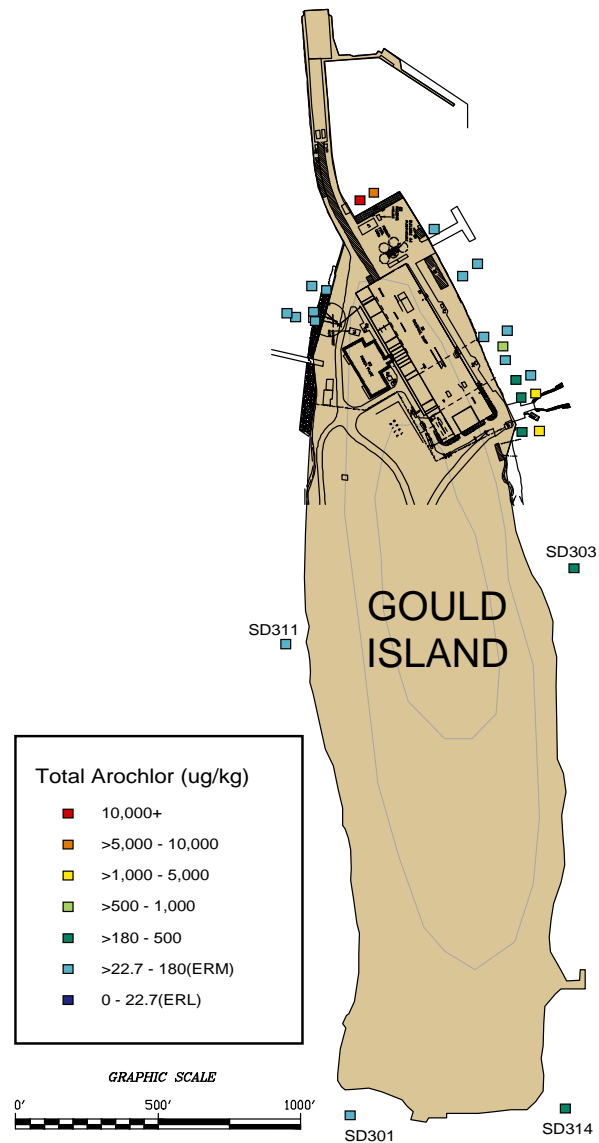 SD303
GOULD
ISLAND
SD311
Total Arochlor (ug/kg)
10,000+
>5,000 - 10,000
>1,000 - 5,000
>500 - 1,000
>180 - 500
>22.7 - 180(ERM)
0 - 22.7(ERL)
GRAPHIC SCALE
0' 500' 1000'
SD301
SD314